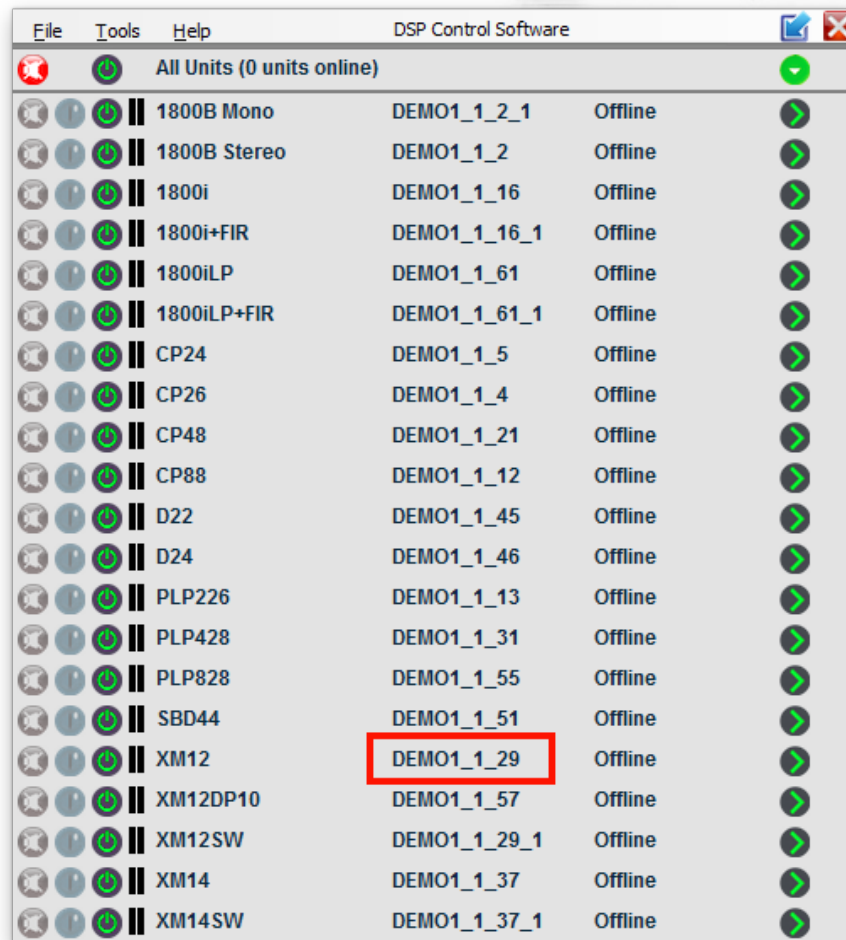 File Tools Help DSP Control Software
All Units (0 units online)
1800B Mono DEMO1_1_2_1 Offline
1800B Stereo DEMO1_1_2 Offline
1800i DEMO1_1_16 Offline
1800i+FIR DEMO1_1_16_1 Offline
1800iLP DEMO1_1_61 Offline
1800iLP+FIR DEMO1_1_61_1 Offline
CP24 DEMO1_1_5 Offline
CP26 DEMO1_1_4 Offline
CP48 DEMO1_1_21 Offline
CP88 DEMO1_1_12 Offline
D22 DEMO1_1_45 Offline
D24 DEMO1_1_46 Offline
PLP226 DEMO1_1_13 Offline
PLP428 DEMO1_1_31 Offline
PLP828 DEMO1_1_55 Offline
SBD44 DEMO1_1_51 Offline
XM12 DEMO1_1_29 Offline
XM12DP10 DEMO1_1_57 Offline
XM12SW DEMO1_1_29_1 Offline
XM14 DEMO1_1_37 Offline
XM14SW DEMO1_1_37_1 Offline